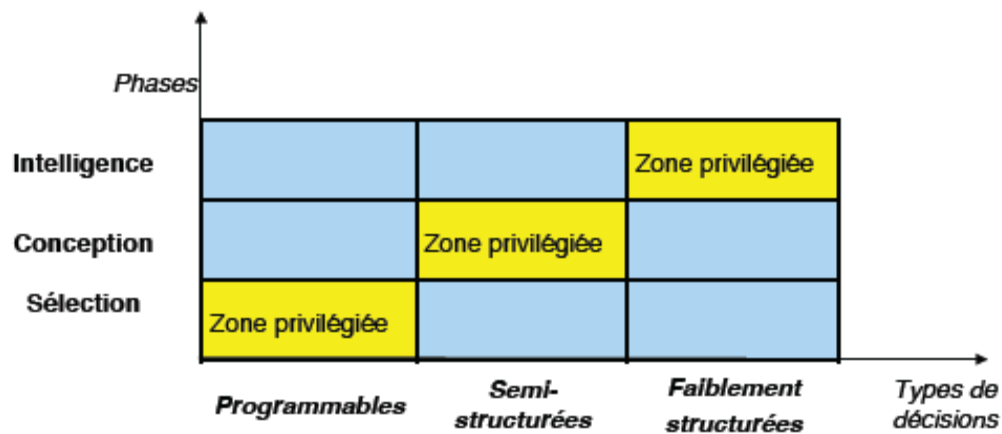 Phases
Intelligence
Zone privilégiée
Conception
Zone privilégiée
Sélection
Zone privilégiée
Programmables
Semi-
structurées
Faiblement
structurées
Types de
décisions